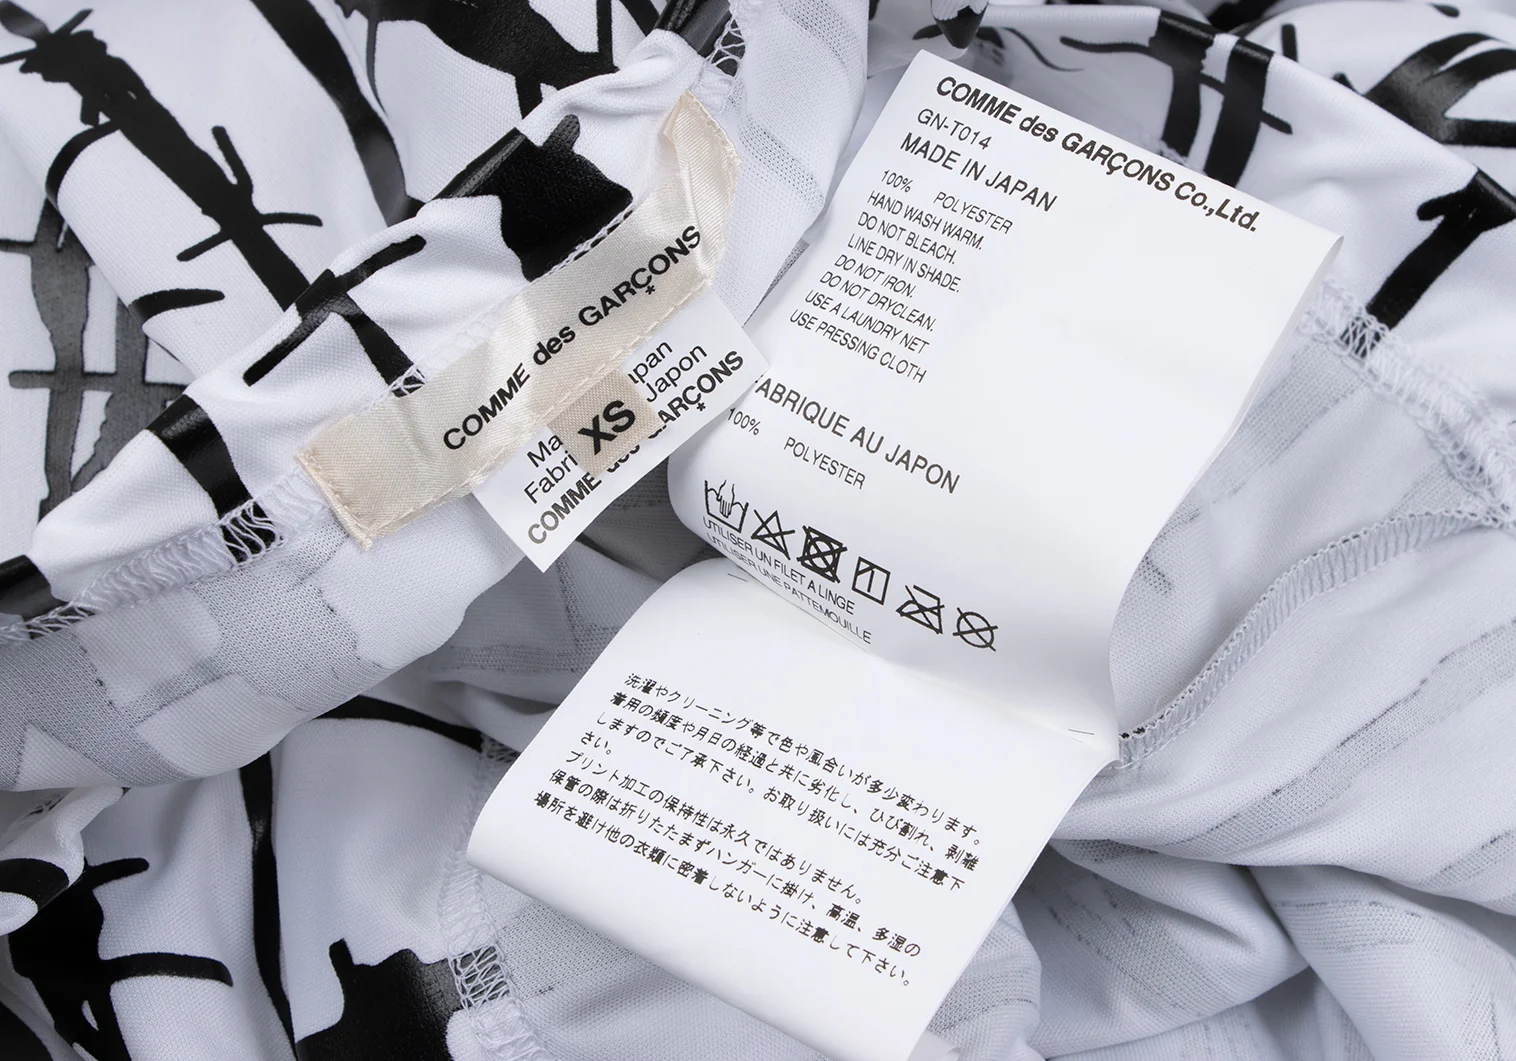 COMME des GARÇONS
*
XS
Japon
COMME des GARÇONS
*
COMME des GARÇONS Co.,Ltd.
GN-T014
MADE IN JAPAN
100% POLYESTER
HAND WASH WARM.
DO NOT BLEACH.
LINE DRY IN SHADE.
DO NOT IRON.
DO NOT DRYCLEAN.
USE A LAUNDRY NET
USE PRESSING CLOTH
FABRIQUE AU JAPON
100% POLYESTER
UTILISER UN FILET A LINGE
UTILISER UNE PATTEMOUILLE
洗濯やクリーニング等で色や風合いが多少変わります。
着用の頻度や月日の経過と共に劣化し、ひび割れ、剥離
しますのでご了承下さい。お取り扱いには充分ご注意下
さい。
プリント加工の保持性は永久ではありません。
保管の際は折りたたまずハンガーに掛け、高温、多湿の
場所を避け他の衣類に密着しないように注意して下さい。